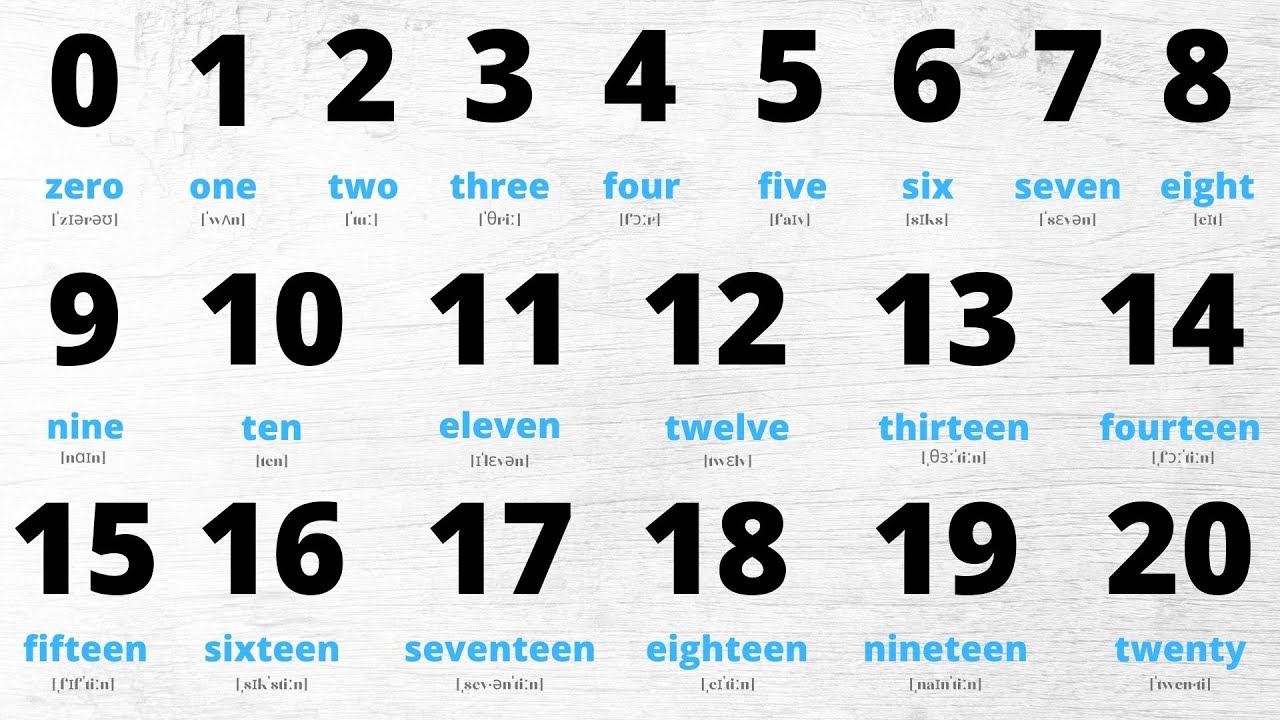 0 1 2 3 4 5 6 7 8
zero one two three four five six seven eight
[ˈzɪərəʊ] [ˈwʌn] [ˈtuː] [ˈθriː] [fɔːr] [faɪv] [sɪks] [ˈsɛvən] [eɪt]
9 10 11 12 13 14
nine ten eleven twelve thirteen fourteen
[nɑɪn] [ten] [ɪˈlɛvən] [twɛlv] [ˌθɜːˈtiːn] [ˌfɔːˈtiːn]
15 16 17 18 19 20
fifteen sixteen seventeen eighteen nineteen twenty
[ˌfɪfˈtiːn] [ˌsɪkˈstiːn] [ˌsev·ənˈtiːn] [ˌeɪˈtiːn] [ˌnaɪnˈtiːn] [ˈtwen·ti]